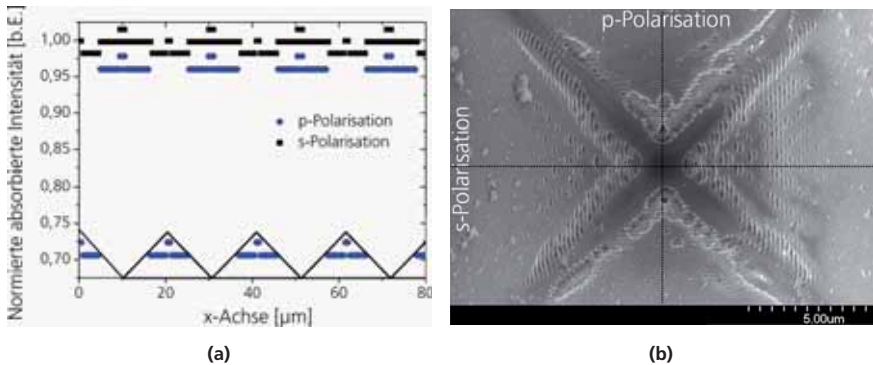 Normierte absorbierte Intensität [b.E.]
1,00
0,95
0,90
0,85
0,80
0,75
0,70
p-Polarisation
s-Polarisation
0
20
40
60
80
x-Achse [µm]
(a)
p-Polarisation
s-Polarisation
5.00um
(b)